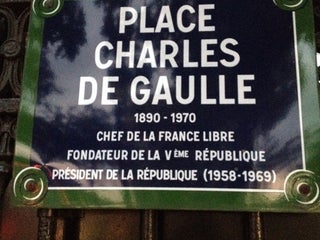 PLACE
CHARLES
DE GAULLE
1890 - 1970
CHEF DE LA FRANCE LIBRE
FONDATEUR DE LA VÈME RÉPUBLIQUE
PRÉSIDENT DE LA RÉPUBLIQUE (1958-1969)